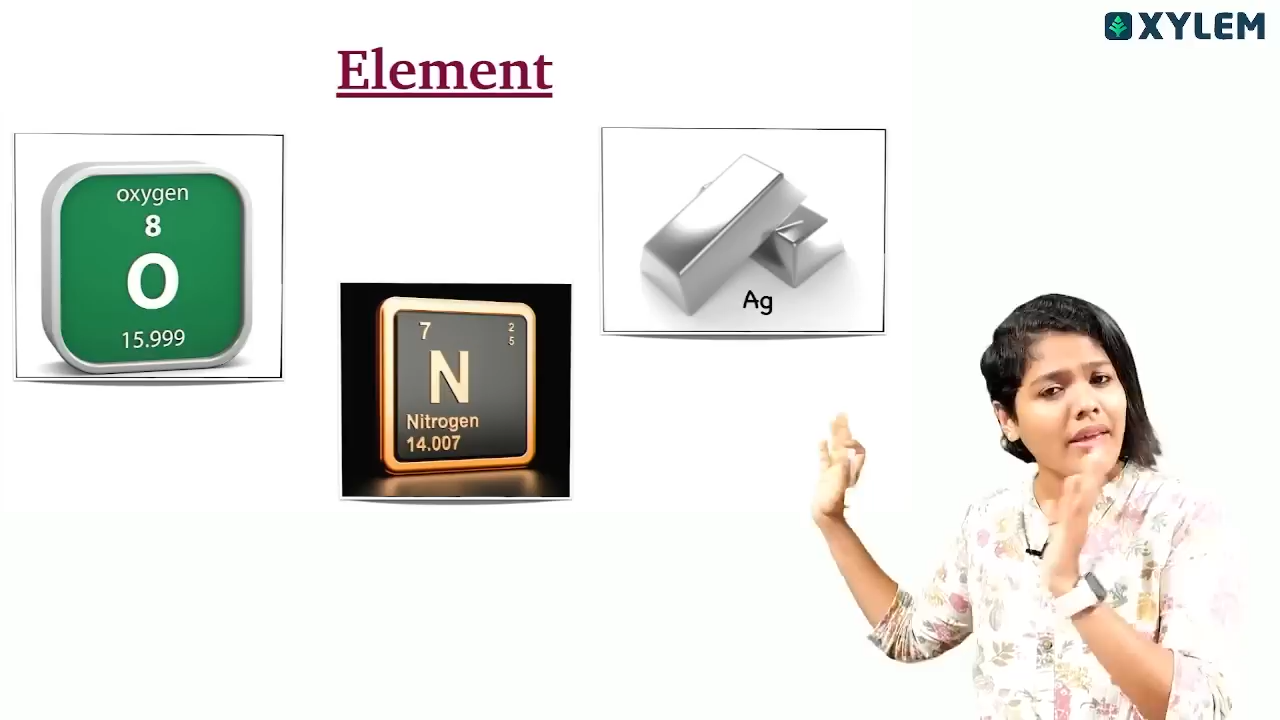 XYLEM
Element
oxygen
8
O
15.999
7
2
5
N
Nitrogen
14.007
Ag